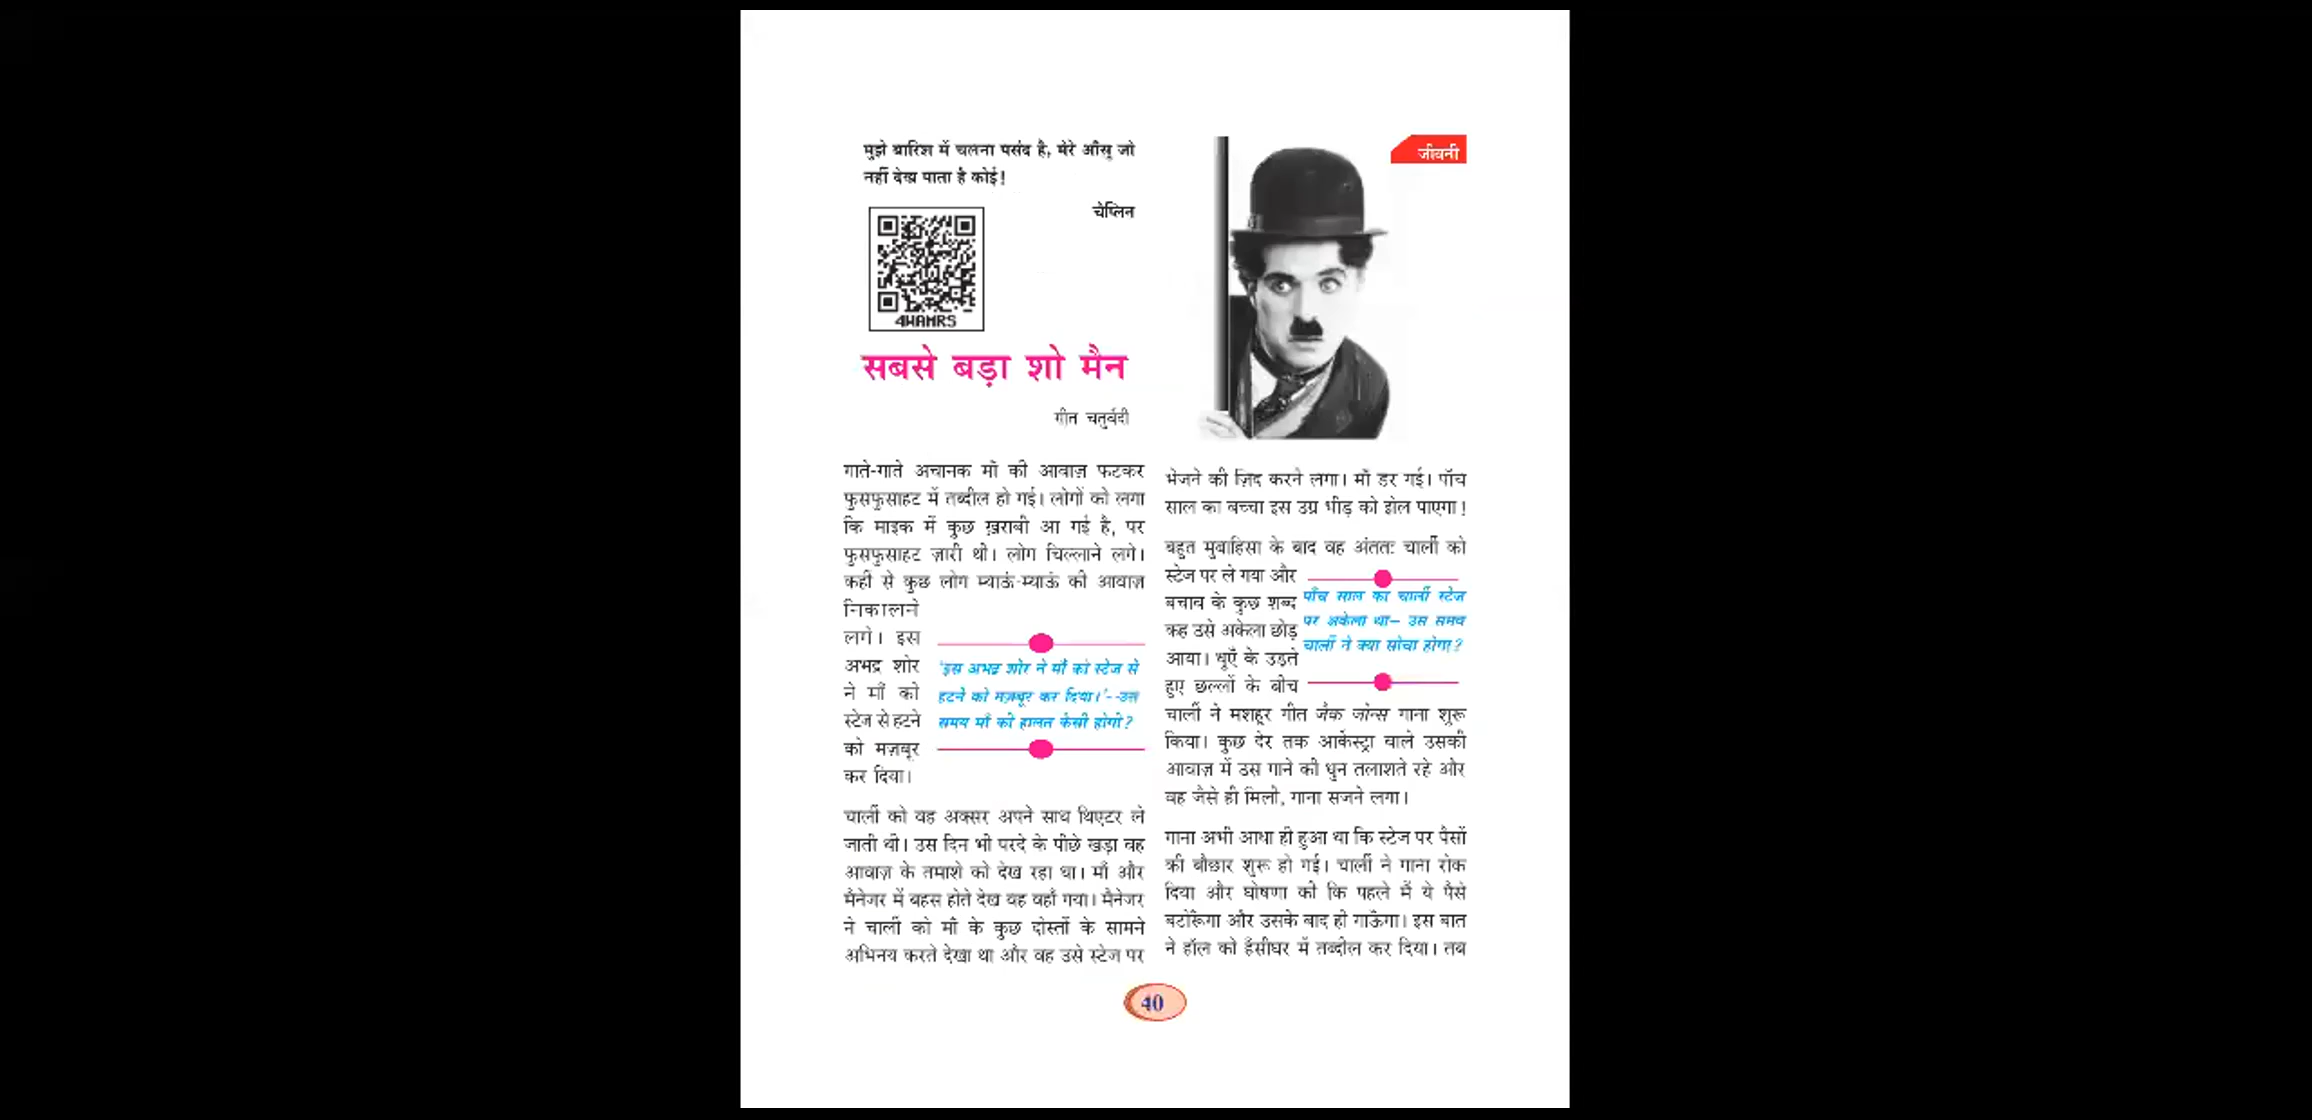 मुझे बारिश में चलना पसंद है, मेरे आँसू जो
नहीं देख पाता है कोई!
चेप्लिन
4WAMRS
जीवनी
सबसे बड़ा शो मैन
गीत चतुर्वेदी
गाते-गाते अचानक माँ की आवाज़ फटकर
फुसफुसाहट में तब्दील हो गई। लोगों को लगा
कि माइक में कुछ ख़राबी आ गई है, पर
फुसफुसाहट ज़ारी थी। लोग चिल्लाने लगे।
कहीं से कुछ लोग म्याऊं-म्याऊं की आवाज़
निकालने
लगे। इस
अभद्र शोर
ने माँ को
स्टेज से हटने
को मज़बूर
कर दिया।
'इस अभद्र शोर ने माँ को स्टेज से
हटने को मज़बूर कर दिया।'--उस
समय माँ की हालत कैसी होगी?
चार्ली को वह अक्सर अपने साथ थिएटर ले
जाती थी। उस दिन भी परदे के पीछे खड़ा वह
आवाज़ के तमाशे को देख रहा था। माँ और
मैनेजर में बहस होते देख वह वहाँ गया। मैनेजर
ने चार्ली को माँ के कुछ दोस्तों के सामने
अभिनय करते देखा था और वह उसे स्टेज पर
भेजने की ज़िद करने लगा। माँ डर गई। पाँच
साल का बच्चा इस उग्र भीड़ को झेल पाएगा!
बहुत मुबाहिसा के बाद वह अंततः चार्ली को
स्टेज पर ले गया और
बचाव के कुछ शब्द
कह उसे अकेला छोड़
आया। धूएँ के उड़ते
हुए छल्लों के बीच
पाँच साल का चार्ली स्टेज
पर अकेला था– उस समय
चार्ली ने क्या सोचा होगा?
चार्ली ने मशहूर गीत जैक जोन्स गाना शुरू
किया। कुछ देर तक आर्केस्ट्रा वाले उसकी
आवाज़ में उस गाने की धुन तलाशते रहे और
वह जैसे ही मिली, गाना सजने लगा।
गाना अभी आधा ही हुआ था कि स्टेज पर पैसों
की बौछार शुरू हो गई। चार्ली ने गाना रोक
दिया और घोषणा की कि पहले मैं ये पैसे
बटोरूँगा और उसके बाद ही गाऊँगा। इस बात
ने हॉल को हँसीघर में तब्दील कर दिया। तब
40